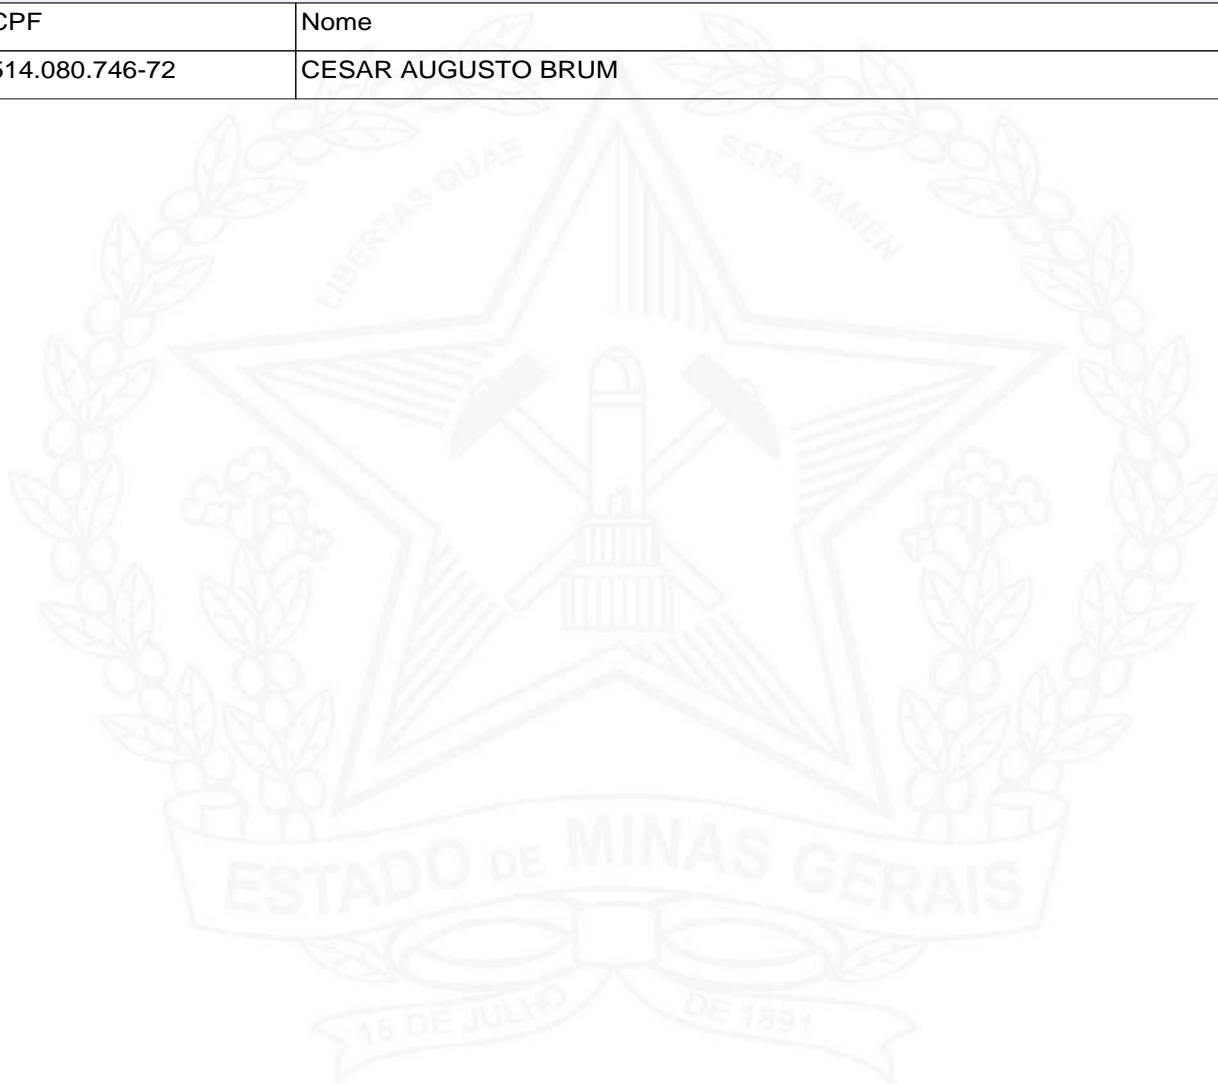 CPF Nome
514.080.746-72 CESAR AUGUSTO BRUM
LIBERTAS QUAE SERA TAMEN
ESTADO DE MINAS GERAIS
15 DE JULHO DE 1891